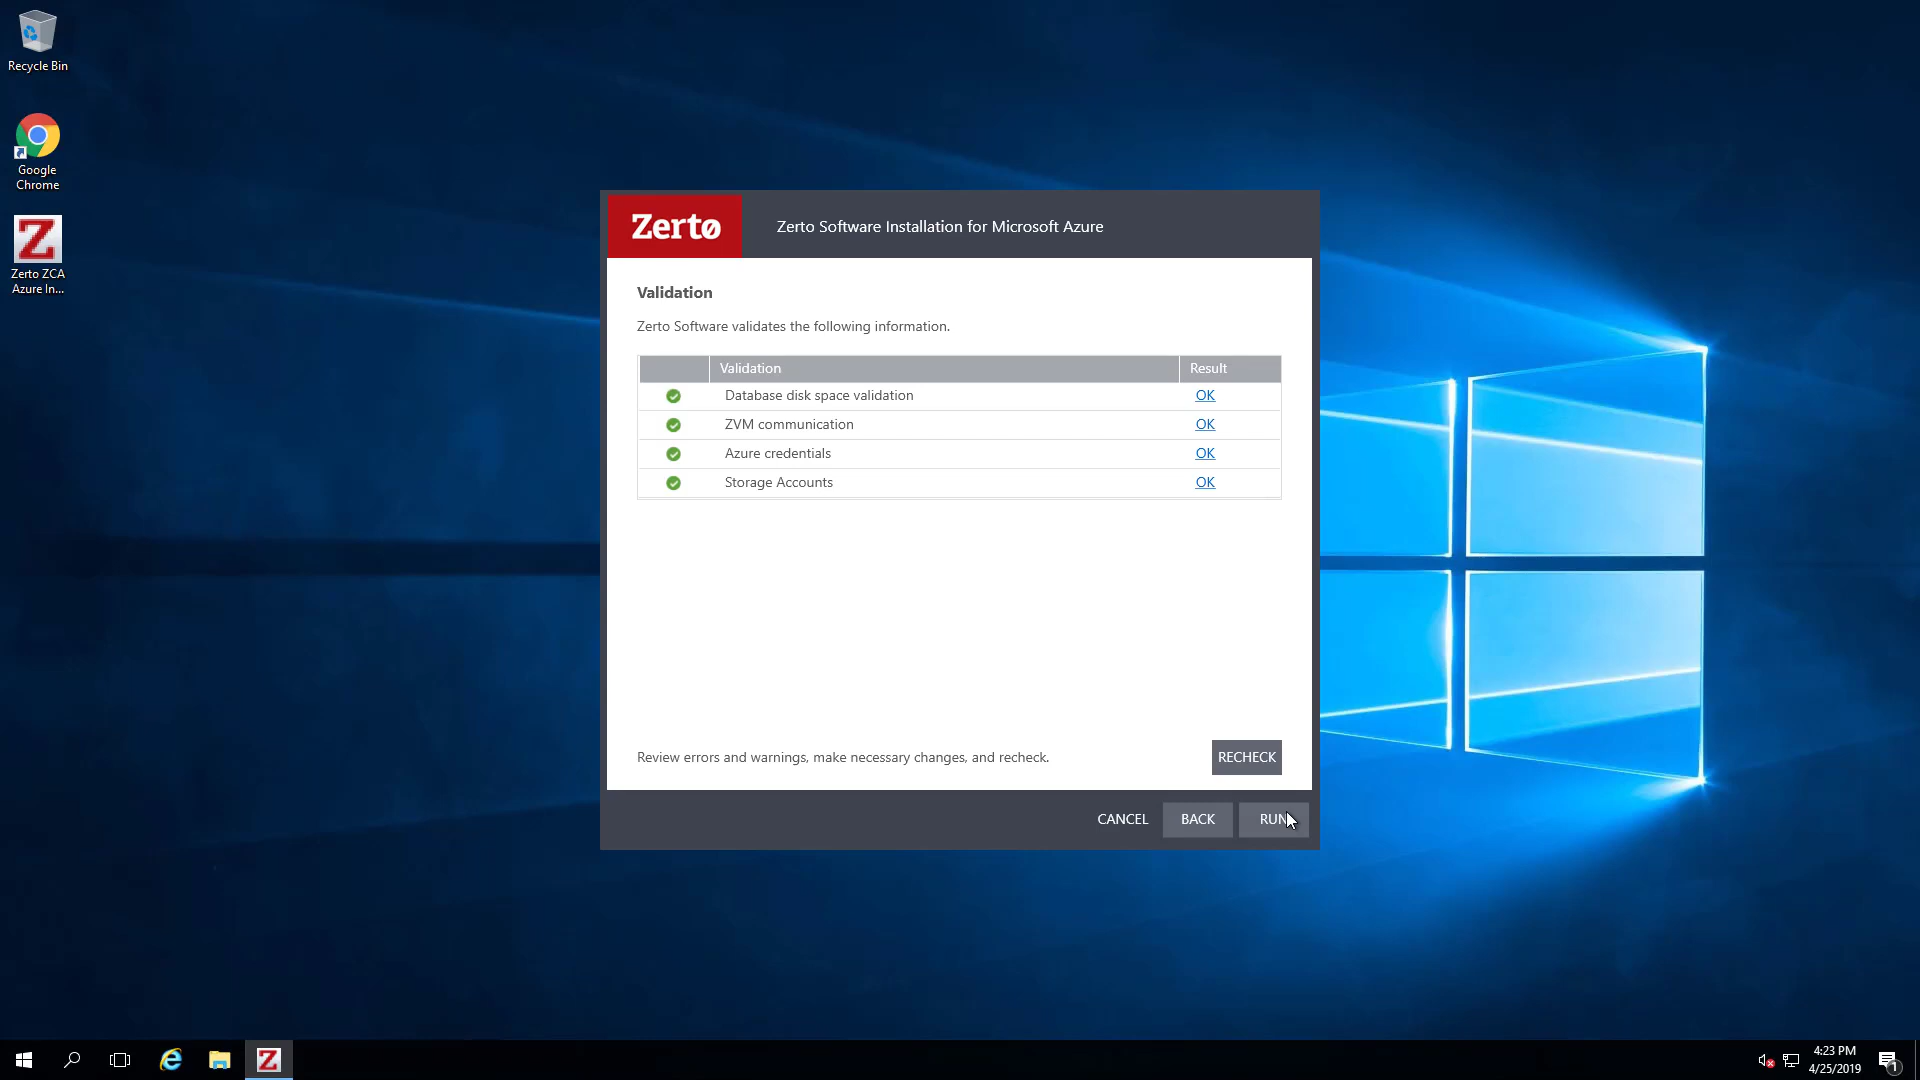 Recycle Bin
Google
Chrome
Zerto ZCA
Azure In...
Zerto
Zerto Software Installation for Microsoft Azure
Validation
Zerto Software validates the following information.
Validation Result
Database disk space validation OK
ZVM communication OK
Azure credentials OK
Storage Accounts OK
Review errors and warnings, make necessary changes, and recheck.
RECHECK
CANCEL BACK RUN
4:23 PM
4/25/2019
1